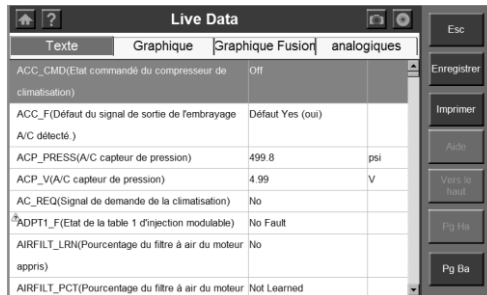 Live Data
Esc
Texte Graphique Graphique Fusion analogiques
Enregistrer
ACC_CMD(Etat commandé du compresseur de Off
climatisation)
Imprimer
ACC_F(Défaut du signal de sortie de l'embrayage Défaut Yes (oui)
A/C détecté.)
Aide
ACP_PRESS(A/C capteur de pression) 499.8 psi
ACP_V(A/C capteur de pression) 4.99 V
Vers le
haut
AC_REQ(Signal de demande de la climatisation) No
ADPT1_F(Etat de la table 1 d'injection modulable) No Fault
Pg Ha
AIRFILT_LRN(Pourcentage du filtre à air du moteur No
appris)
Pg Ba
AIRFILT_PCT(Pourcentage du filtre à air du moteur Not Learned